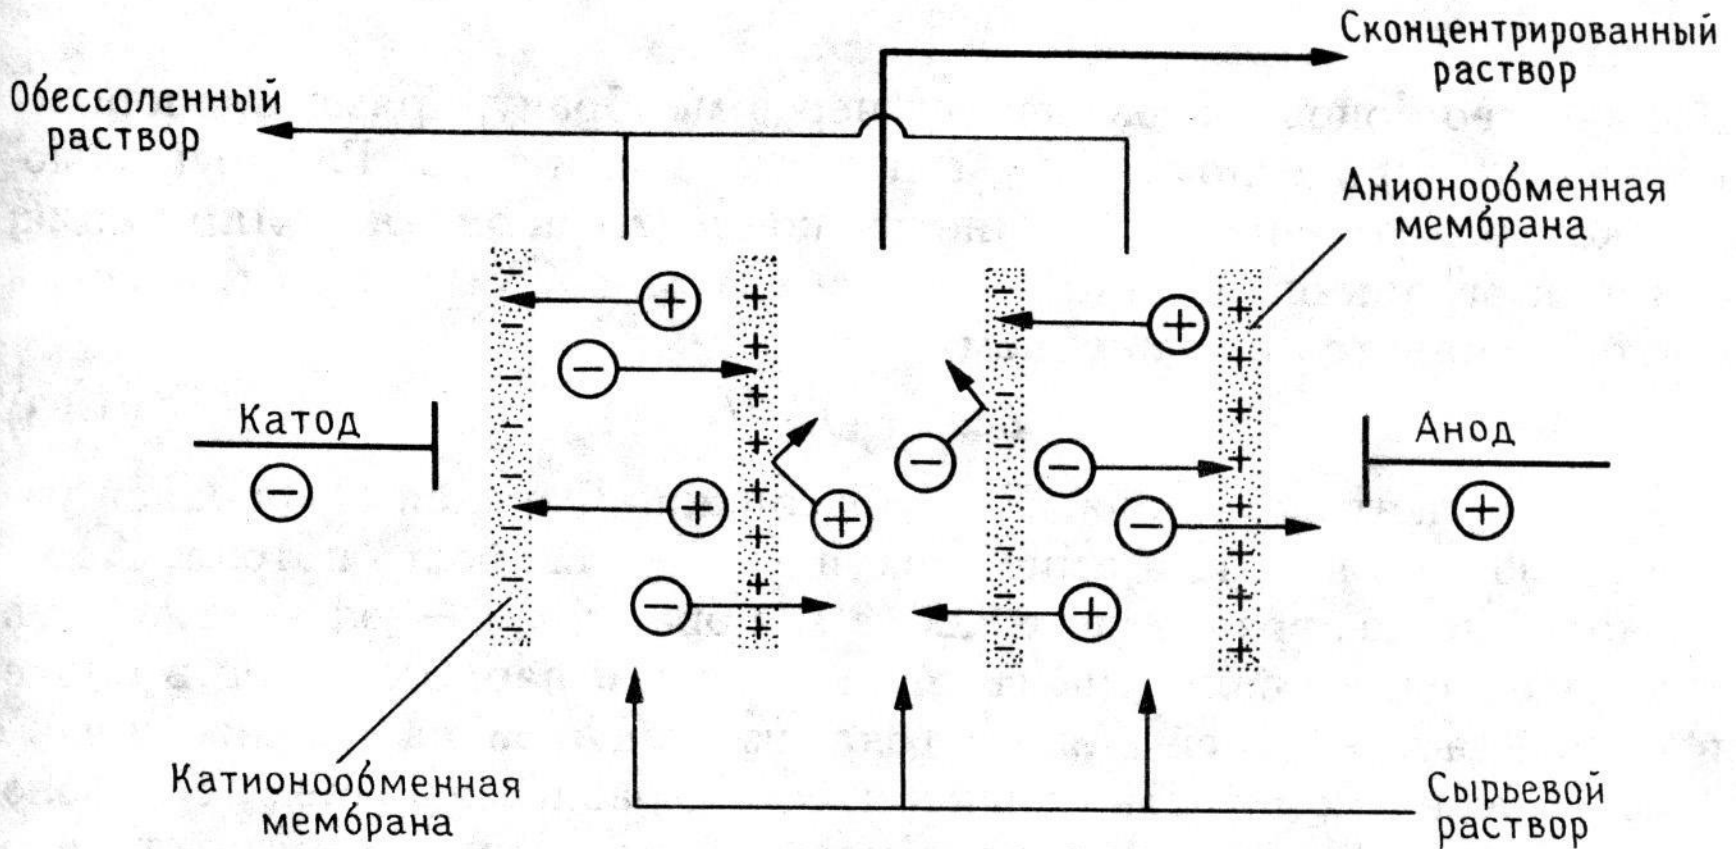 Сконцентрированный
раствор
Обессоленный
раствор
Анионообменная
мембрана
Катод
Анод
Катионообменная
мембрана
Сырьевой
раствор